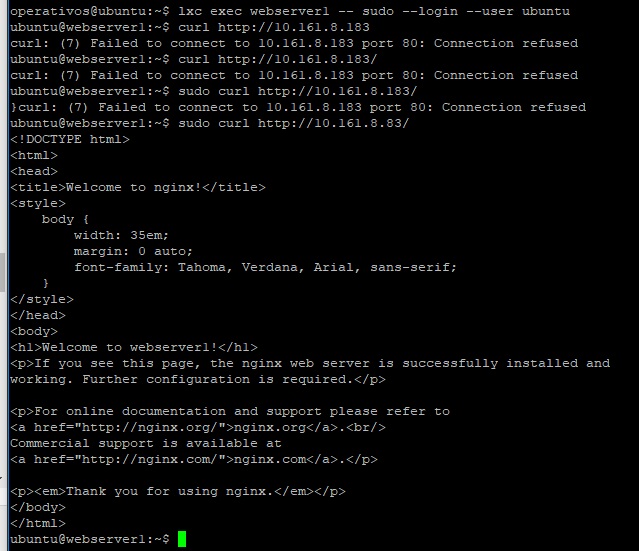 operativos@ubuntu:~$ lxc exec webserver1 -- sudo --login --user ubuntu
ubuntu@webserver1:~$ curl http://10.161.8.183
curl: (7) Failed to connect to 10.161.8.183 port 80: Connection refused
ubuntu@webserver1:~$ curl http://10.161.8.183/
curl: (7) Failed to connect to 10.161.8.183 port 80: Connection refused
ubuntu@webserver1:~$ sudo curl http://10.161.8.183/
}curl: (7) Failed to connect to 10.161.8.183 port 80: Connection refused
ubuntu@webserver1:~$ sudo curl http://10.161.8.83/
<!DOCTYPE html>
<html>
<head>
<title>Welcome to nginx!</title>
<style>
    body {
        width: 35em;
        margin: 0 auto;
        font-family: Tahoma, Verdana, Arial, sans-serif;
    }
</style>
</head>
<body>
<h1>Welcome to webserver1!</h1>
<p>If you see this page, the nginx web server is successfully installed and
working. Further configuration is required.</p>

<p>For online documentation and support please refer to
<a href="http://nginx.org/">nginx.org</a>.<br/>
Commercial support is available at
<a href="http://nginx.com/">nginx.com</a>.</p>

<p><em>Thank you for using nginx.</em></p>
</body>
</html>
ubuntu@webserver1:~$